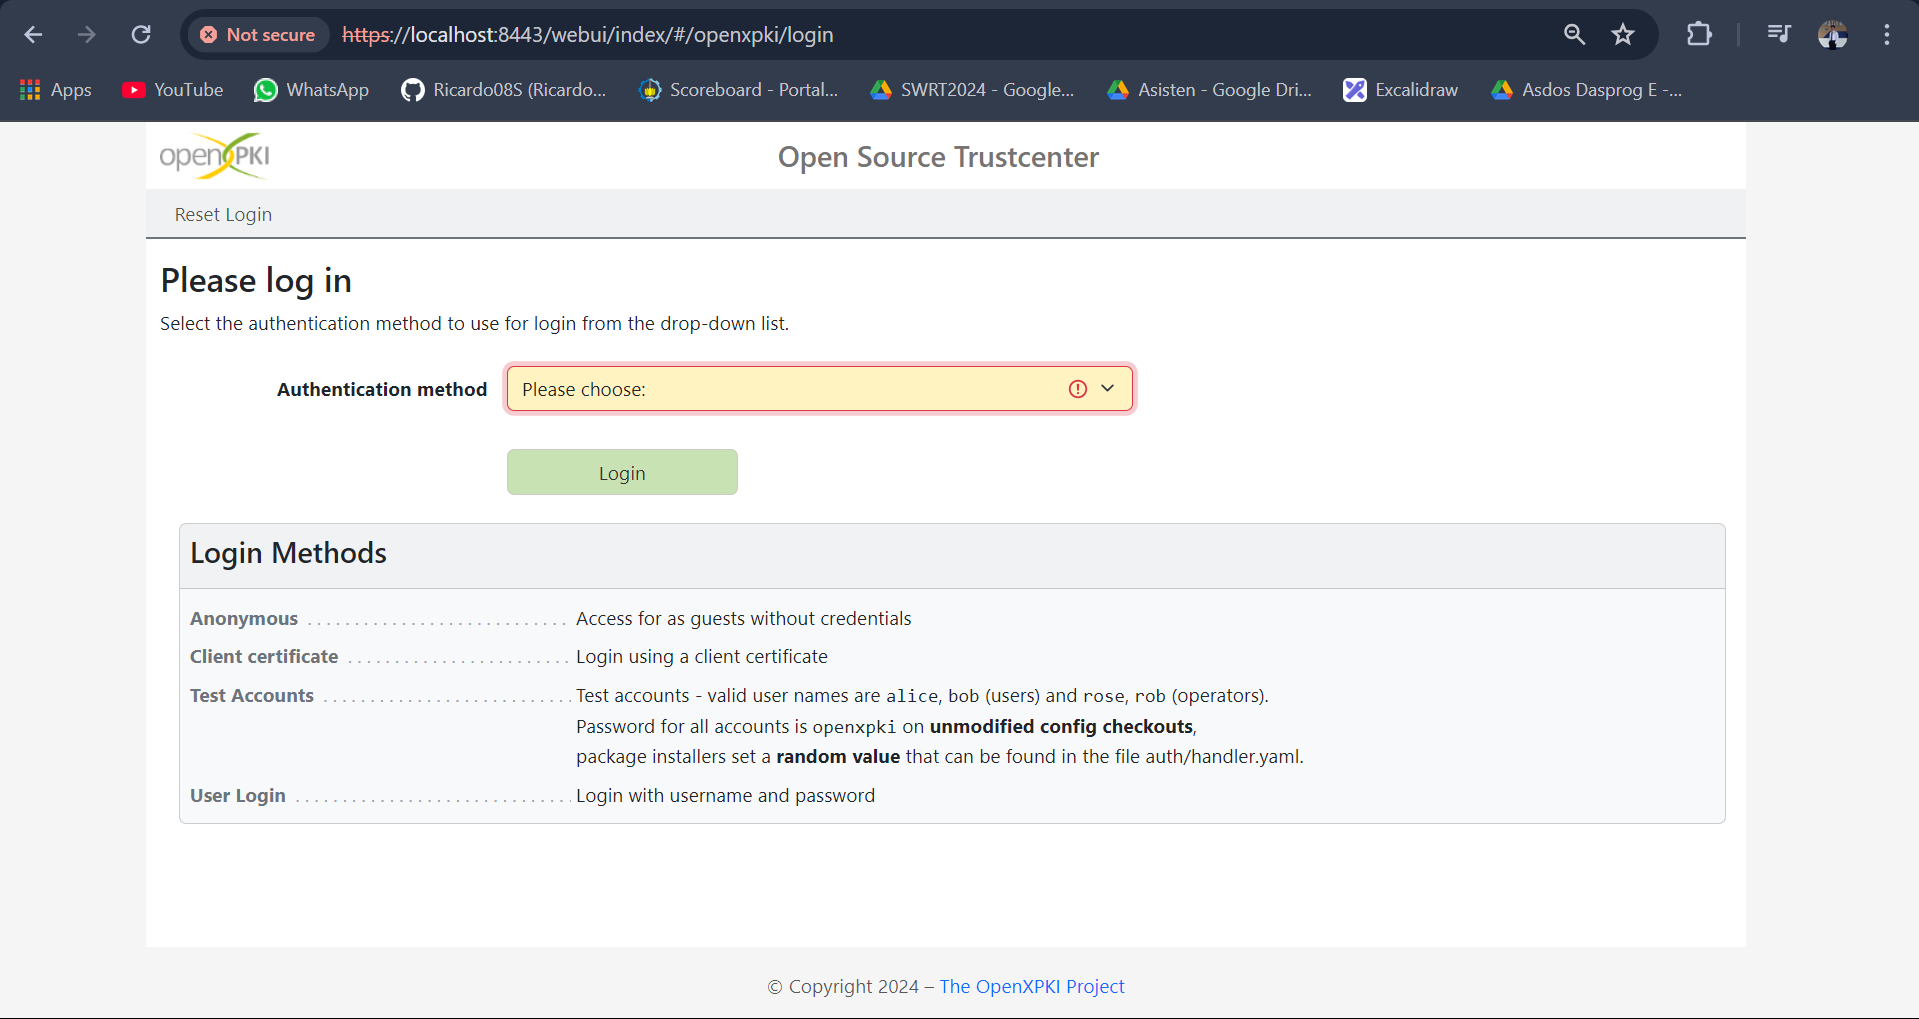 Not secure https://localhost:8443/webui/index/#/openxpki/login
Apps YouTube WhatsApp Ricardo08S (Ricardo... Scoreboard - Portal... SWRT2024 - Google... Asisten - Google Dri... Excalidraw Asdos Dasprog E -...
openXPKI Open Source Trustcenter
Reset Login
Please log in
Select the authentication method to use for login from the drop-down list.
Authentication method Please choose:
Login
Login Methods
Anonymous Access for as guests without credentials
Client certificate Login using a client certificate
Test Accounts Test accounts - valid user names are alice, bob (users) and rose, rob (operators).
Password for all accounts is openxpki on unmodified config checkouts,
package installers set a random value that can be found in the file auth/handler.yaml.
User Login Login with username and password
© Copyright 2024 – The OpenXPKI Project